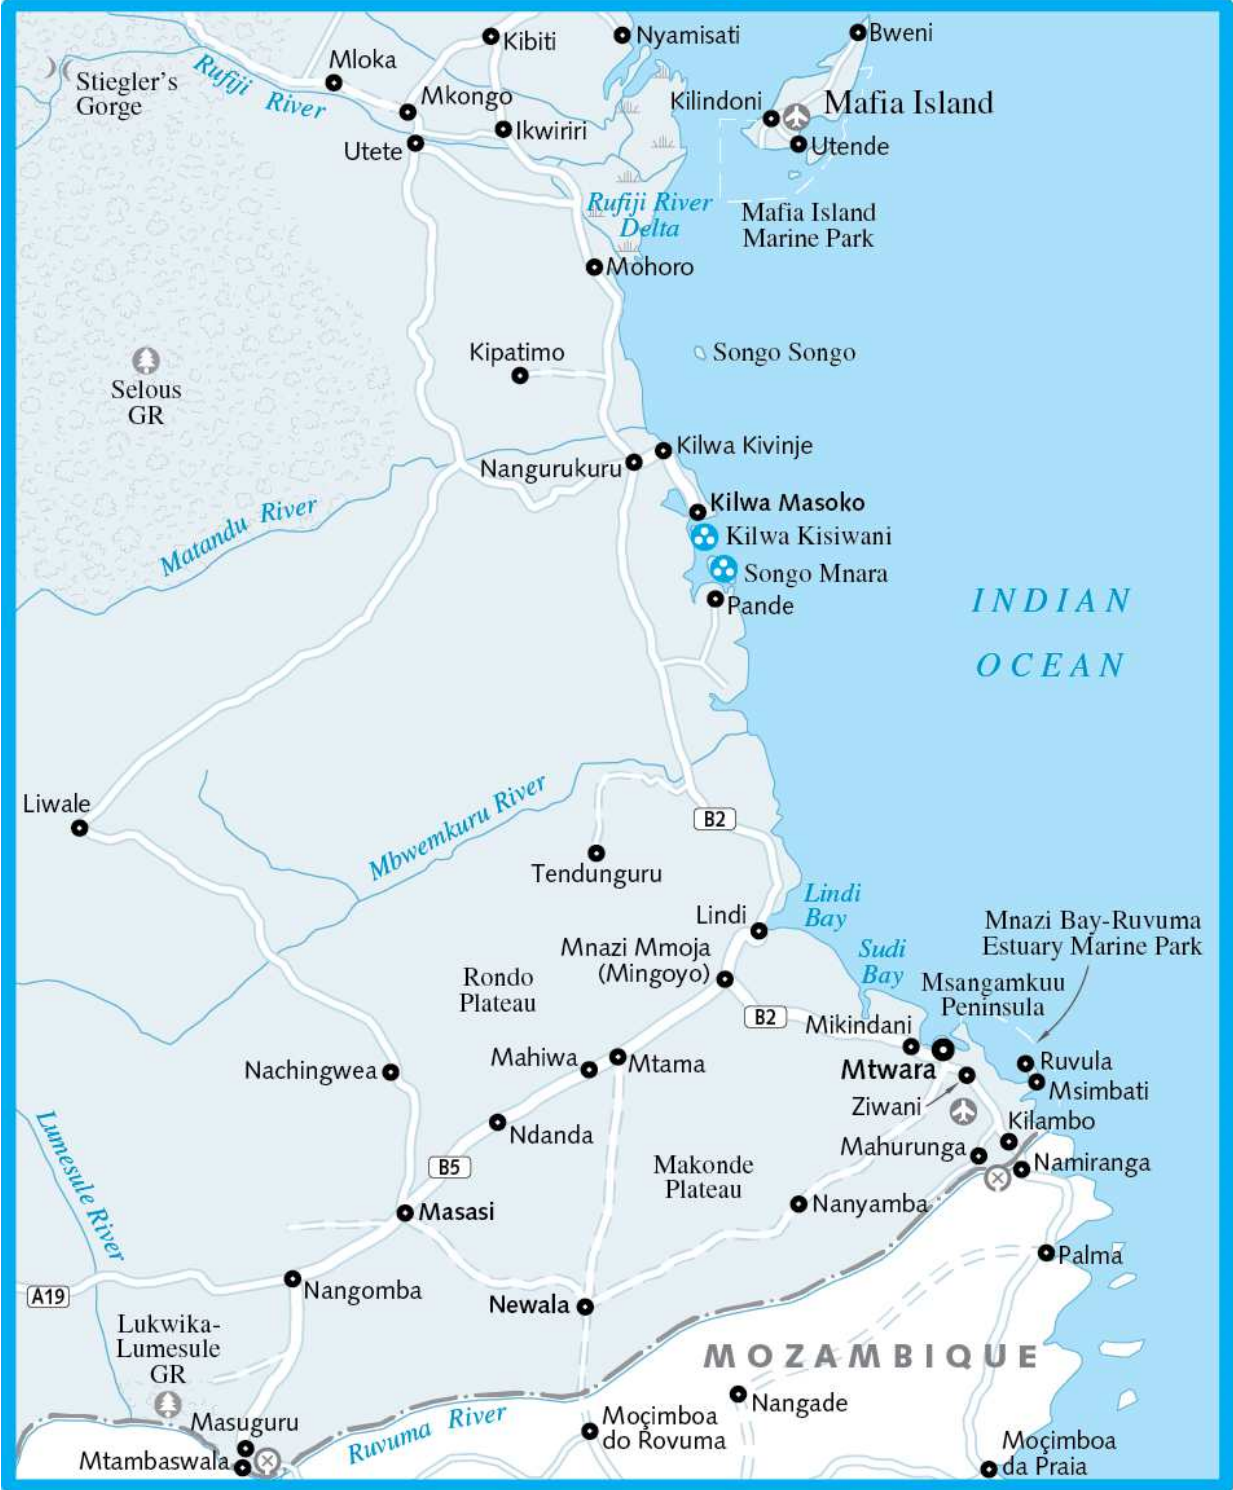 Kibiti
Nyamisati
Bweni
Mloka
Stiegler's
Gorge
Rufiji River
Mkongo
Kilindoni
Mafia Island
Utete
Ikwiriri
Utende
Rufiji River
Delta
Mafia Island
Marine Park
Mohoro
Kipatimo
Songo Songo
Selous
GR
Kilwa Kivinje
Nangurukuru
Kilwa Masoko
Matandu River
Kilwa Kisiwani
Songo Mnara
Pande
INDIAN
OCEAN
Liwale
Mbwemkuru River
B2
Tendunguru
Lindi
Lindi
Bay
Mnazi Mmoja
(Mingoyo)
Sudi
Bay
Mnazi Bay-Ruvuma
Estuary Marine Park
Rondo
Plateau
Msangamkuu
Peninsula
B2
Mikindani
Nachingwea
Mahiwa
Mtama
Mtwara
Ruvula
Msimbati
Ziwani
Kilambo
Lumesule River
Ndanda
Mahurunga
Namiranga
B5
Makonde
Plateau
Masasi
Nanyamba
Palma
A19
Nangomba
Newala
Lukwika-
Lumesule
GR
MOZAMBIQUE
Nangade
Masuguru
Ruvuma River
Moçimboa
do Rovuma
Mtambaswala
Moçimboa
da Praia